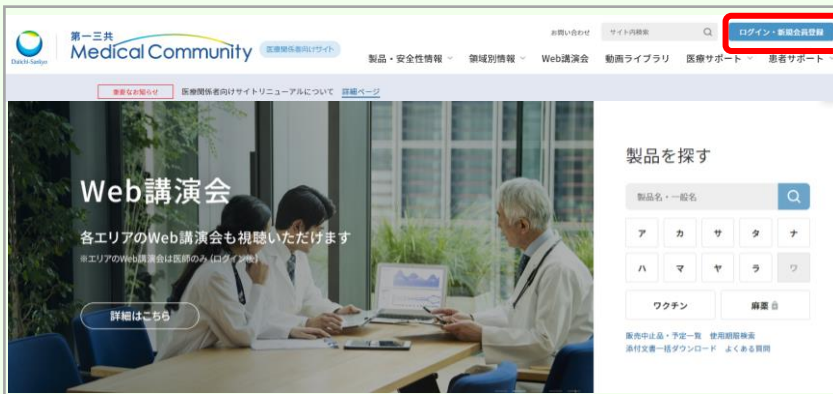 第一三共
Medical Community
医療関係者向けサイト
Daiichi-Sankyo
お問い合わせ
サイト内検索
ログイン・新規会員登録
製品・安全性情報
領域別情報
Web講演会
動画ライブラリ
医療サポート
患者サポート
重要なお知らせ
医療関係者向けサイトリニューアルについて 詳細ページ
Web講演会
各エリアのWeb講演会も視聴いただけます
※エリアのWeb講演会は医師のみ（ログイン後）
詳細はこちら
製品を探す
製品名・一般名
ア カ サ タ ナ
ハ マ ヤ ラ ワ
ワクチン 麻薬
販売中止品・予定一覧 使用期限検索
添付文書一括ダウンロード よくある質問